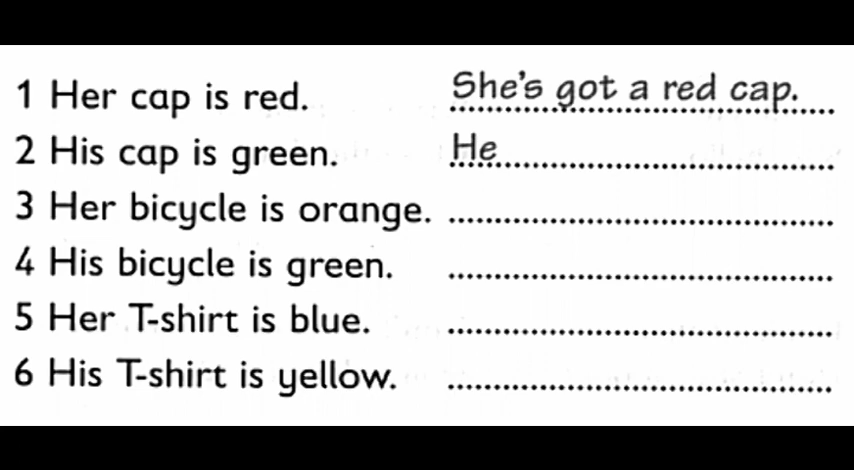 1 Her cap is red. She's got a red cap.
2 His cap is green. He
3 Her bicycle is orange.
4 His bicycle is green.
5 Her T-shirt is blue.
6 His T-shirt is yellow.